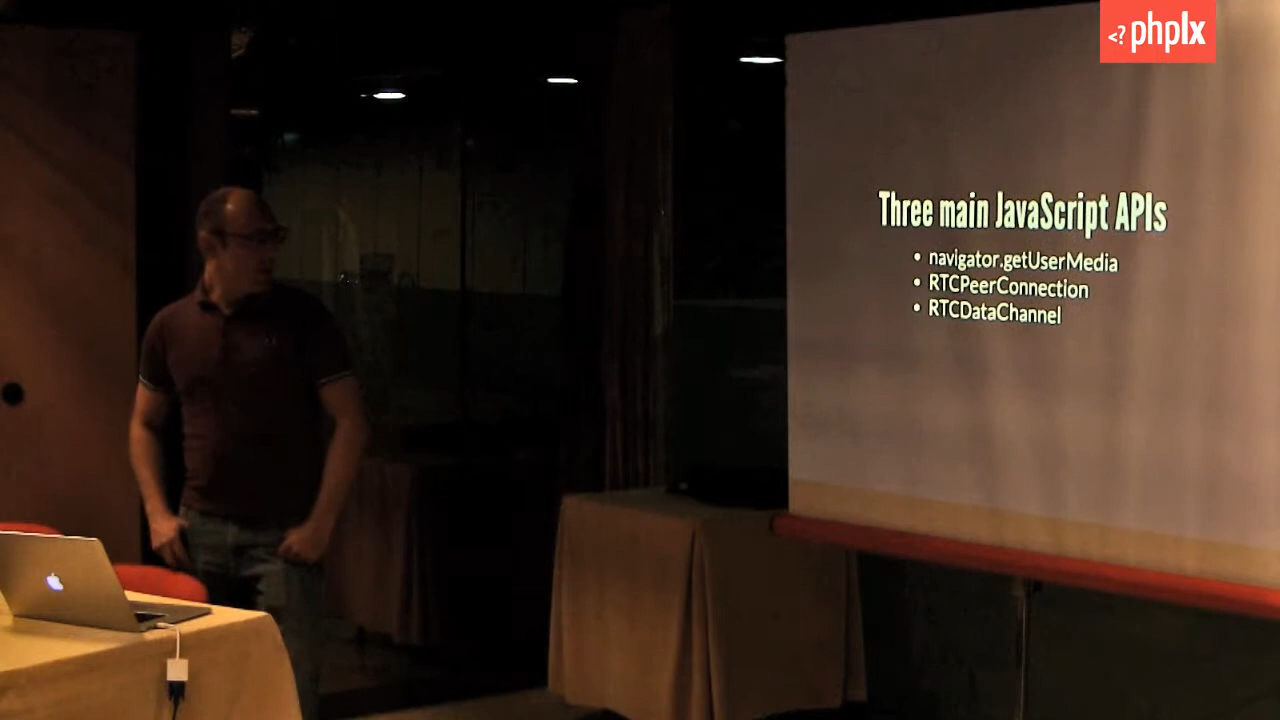 <? phplx
Three main JavaScript APIs
• navigator.getUserMedia
• RTCPeerConnection
• RTCDataChannel